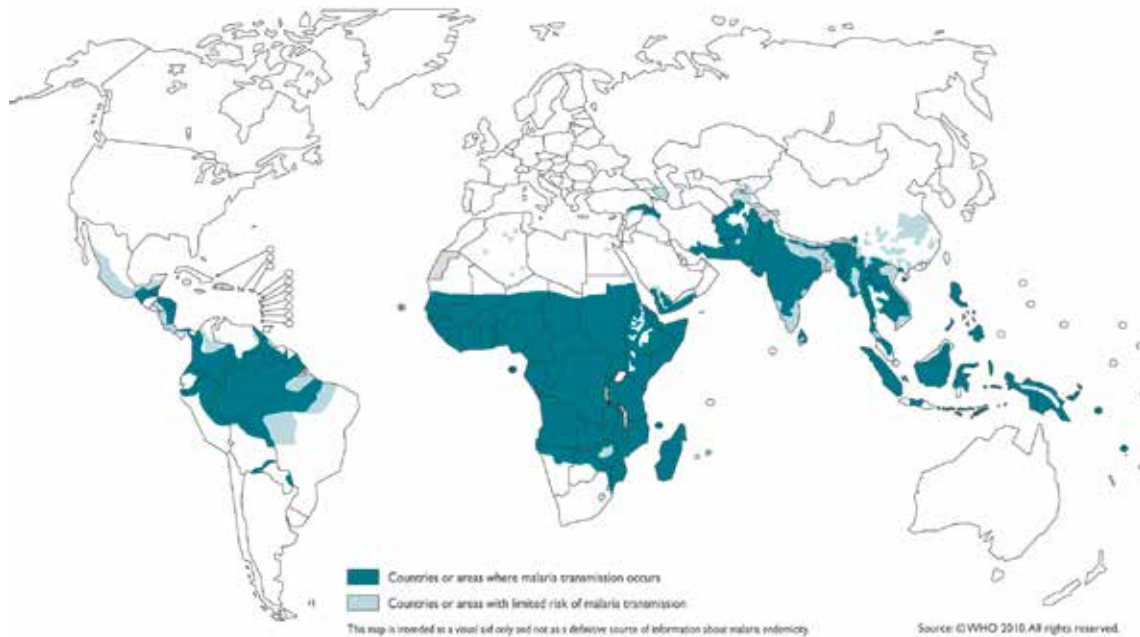 Countries or areas where malaria transmission occurs
Countries or areas with limited risk of malaria transmission
This map is intended as a visual aid only and not as a definitive source of information about malaria endemicity.
Source: © WHO 2010. All rights reserved.